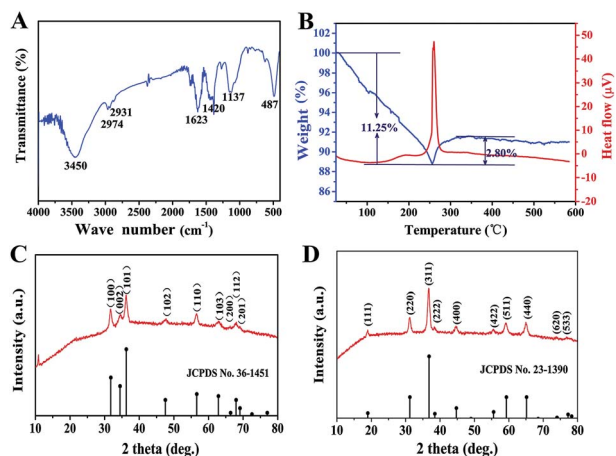 A
Transmittance (%)
3450
2974
2931
1623
1420
1137
487
4000 3500 3000 2500 2000 1500 1000 500
Wave number (cm-1)
B
Weight (%)
100
98
96
94
92
90
88
86
11.25%
2.80%
50
40
30
20
10
0
-10
-20
Heat flow (μV)
0 100 200 300 400 500 600
Temperature (℃)
C
Intensity (a.u.)
(100)
(002)
(101)
(102)
(110)
(103)
(200)
(112)
(201)
JCPDS No. 36-1451
10 20 30 40 50 60 70 80
2 theta (deg.)
D
Intensity (a.u.)
(111)
(220)
(311)
(222)
(400)
(422)
(511)
(440)
(620)
(533)
JCPDS No. 23-1390
10 20 30 40 50 60 70 80
2 theta (deg.)